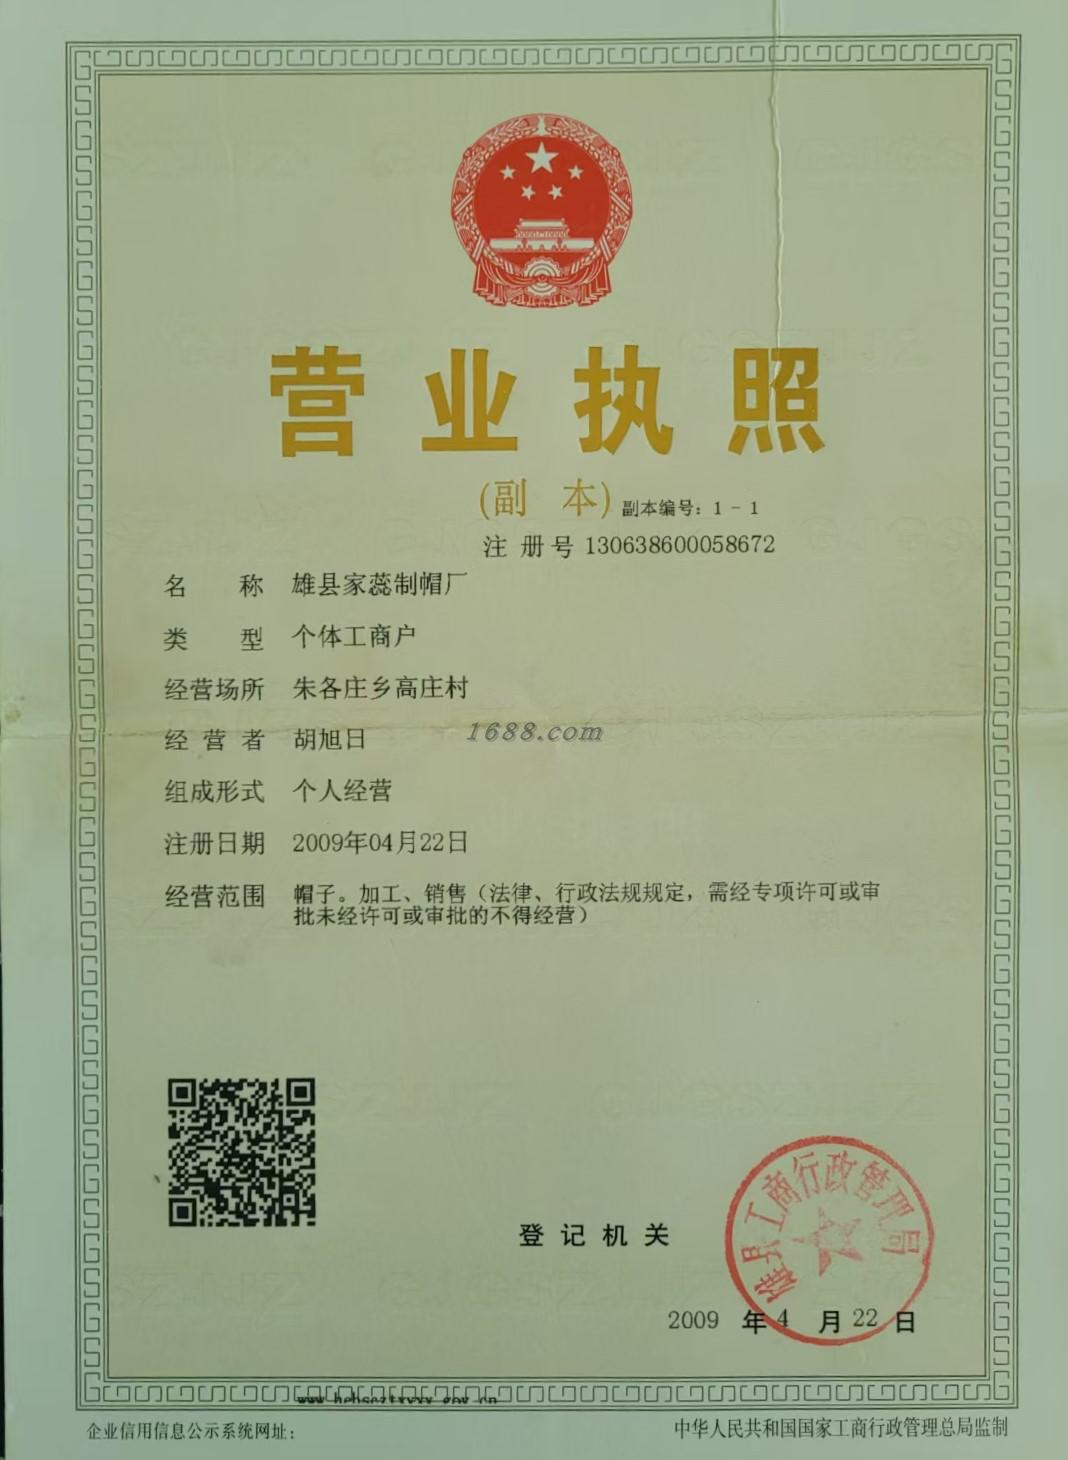 营业执照
(副 本) 副本编号：1-1
注 册 号 130638600058672
名 称 雄县家蕊制帽厂
类 型 个体工商户
经营场所 朱各庄乡高庄村
1688.com
经 营 者 胡旭日
组成形式 个人经营
注册日期 2009年04月22日
经营范围 帽子。加工、销售（法律、行政法规规定，需经专项许可或审
批未经许可或审批的不得经营）
雄县工商行政管理局
登 记 机 关
2009 年 4 月 22 日
www.hebscztxyxx.gov.cn
企业信用信息公示系统网址：
中华人民共和国国家工商行政管理总局监制